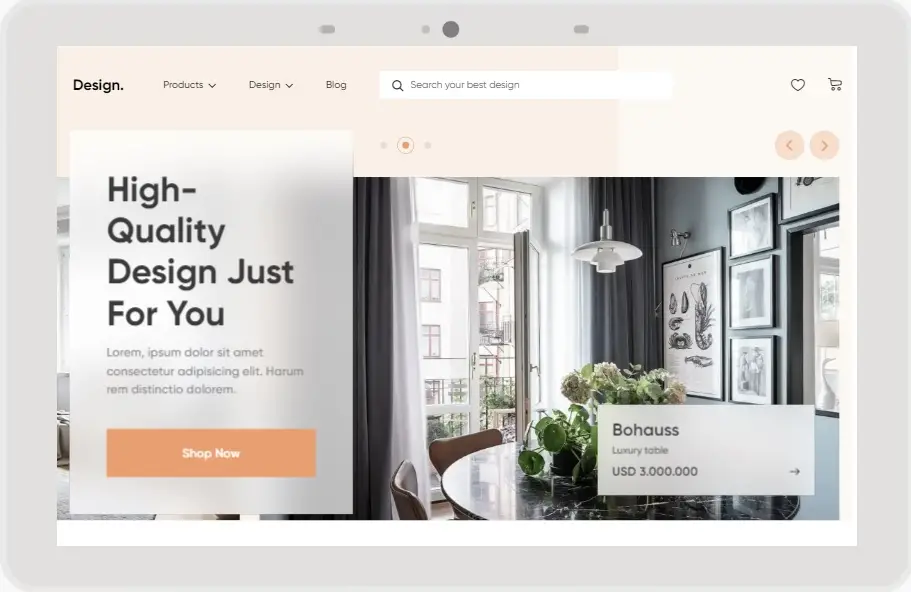 Design.
Products
Design
Blog
Search your best design
High-
Quality
Design Just
For You
Lorem, ipsum dolor sit amet
consectetur adipisicing elit. Harum
rem distinctio dolorem.
Shop Now
Bohauss
Luxury table
USD 3.000.000